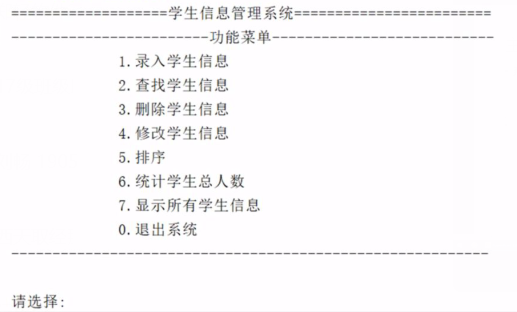 ====================学生信息管理系统========================
------------------------功能菜单---------------------------
1.录入学生信息
2.查找学生信息
3.删除学生信息
4.修改学生信息
5.排序
6.统计学生总人数
7.显示所有学生信息
0.退出系统
----------------------------------------------------------
请选择: